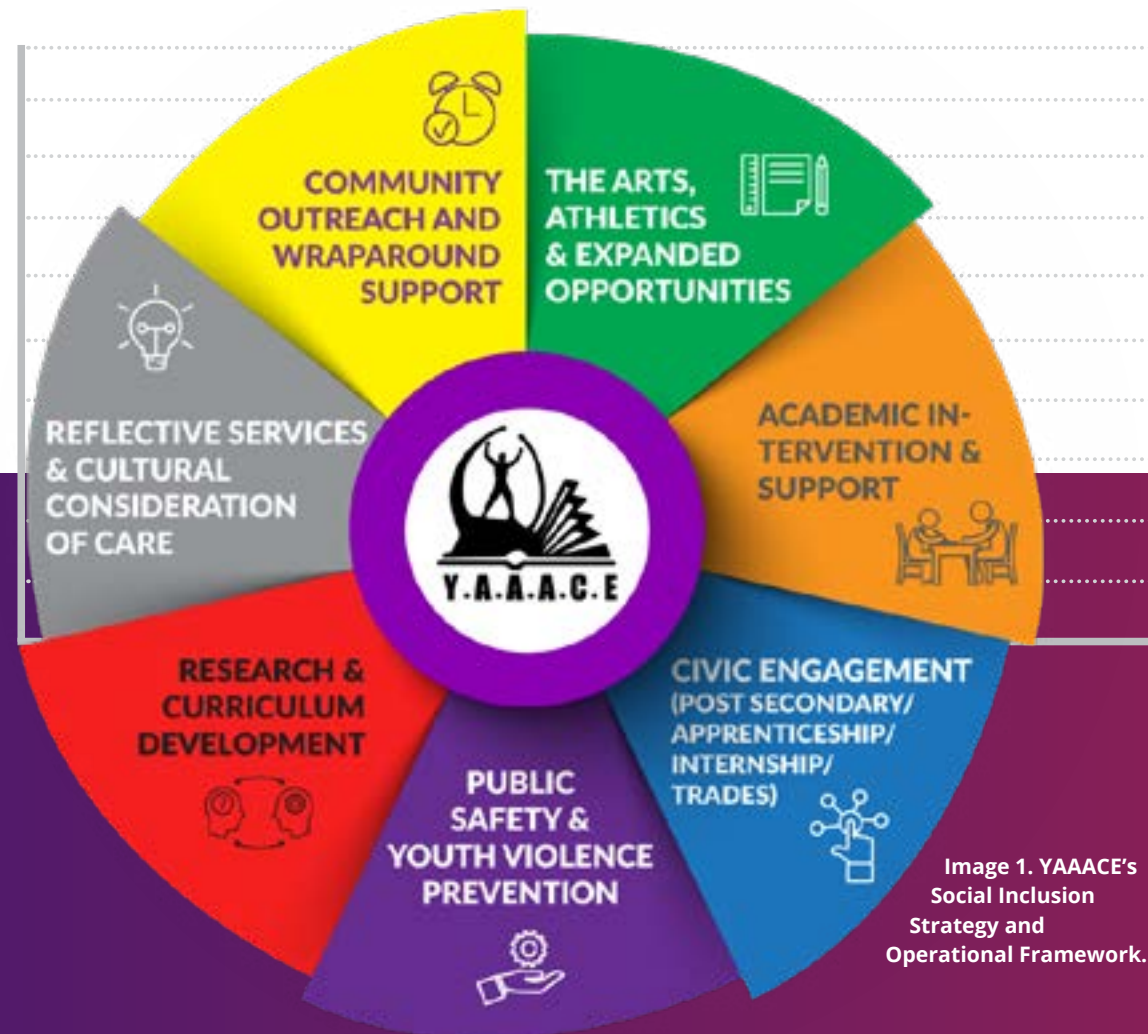 COMMUNITY
OUTREACH AND
WRAPAROUND
SUPPORT
THE ARTS,
ATHLETICS
& EXPANDED
OPPORTUNITIES
ACADEMIC IN-
TERVENTION &
SUPPORT
CIVIC ENGAGEMENT
(POST SECONDARY/
APPRENTICESHIP/
INTERNSHIP/
TRADES)
PUBLIC
SAFETY &
YOUTH VIOLENCE
PREVENTION
RESEARCH &
CURRICULUM
DEVELOPMENT
REFLECTIVE SERVICES
& CULTURAL
CONSIDERATION
OF CARE
Y.A.A.A.C.E
Image 1. YAAACE’s
Social Inclusion
Strategy and
Operational Framework.